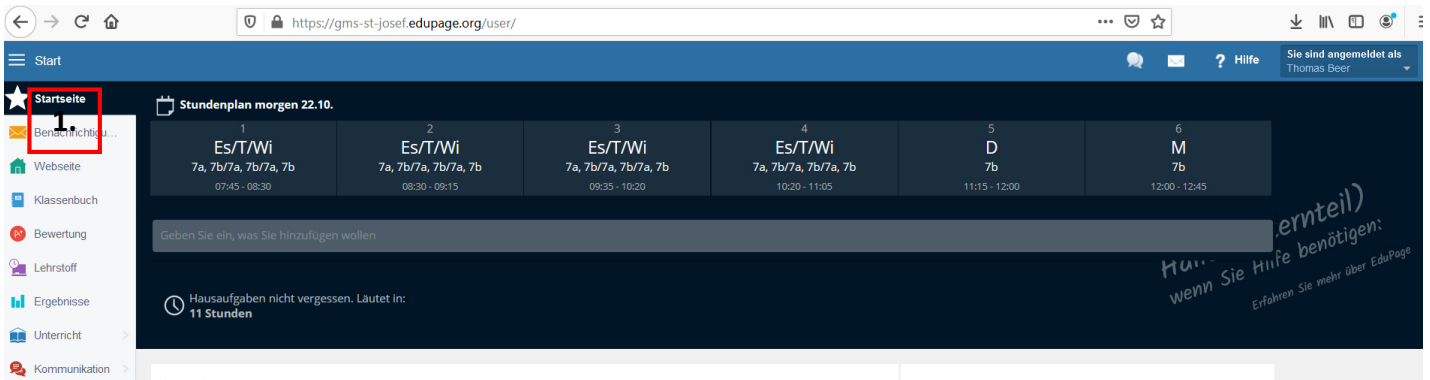 https://gms-st-josef.edupage.org/user/
Start
? Hilfe
Sie sind angemeldet als
Thomas Beer
Startseite
1.
Benachrichtigu...
Webseite
Klassenbuch
Bewertung
Lehrstoff
Ergebnisse
Unterricht
Kommunikation
Stundenplan morgen 22.10.
1
Es/T/Wi
7a, 7b/7a, 7b/7a, 7b
07:45 - 08:30
2
Es/T/Wi
7a, 7b/7a, 7b/7a, 7b
08:30 - 09:15
3
Es/T/Wi
7a, 7b/7a, 7b/7a, 7b
09:35 - 10:20
4
Es/T/Wi
7a, 7b/7a, 7b/7a, 7b
10:20 - 11:05
5
D
7b
11:15 - 12:00
6
M
7b
12:00 - 12:45
Geben Sie ein, was Sie hinzufügen wollen
Hausaufgaben nicht vergessen. Läutet in:
11 Stunden
ernteil)
wenn Sie Hilfe benötigen:
Erfahren Sie mehr über EduPage